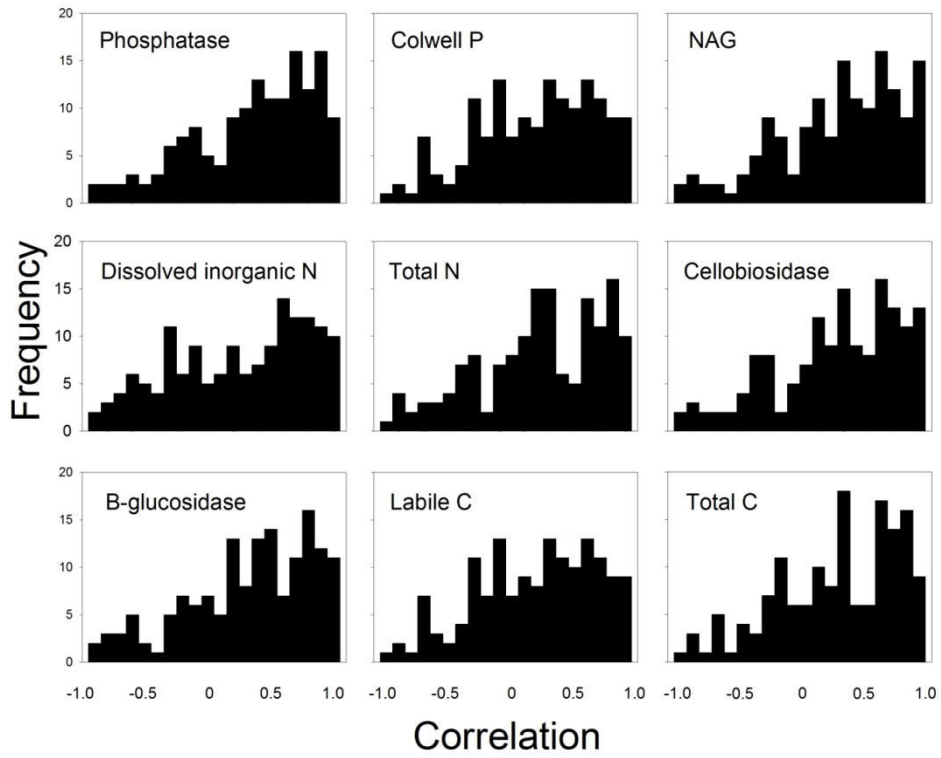 20
15
10
5
0
Phosphatase
Colwell P
NAG
20
15
10
5
0
Dissolved inorganic N
Total N
Cellobiosidase
20
15
10
5
0
B-glucosidase
Labile C
Total C
-1.0 -0.5 0 0.5 1.0
-1.0 -0.5 0 0.5 1.0
-1.0 -0.5 0 0.5 1.0
Frequency
Correlation